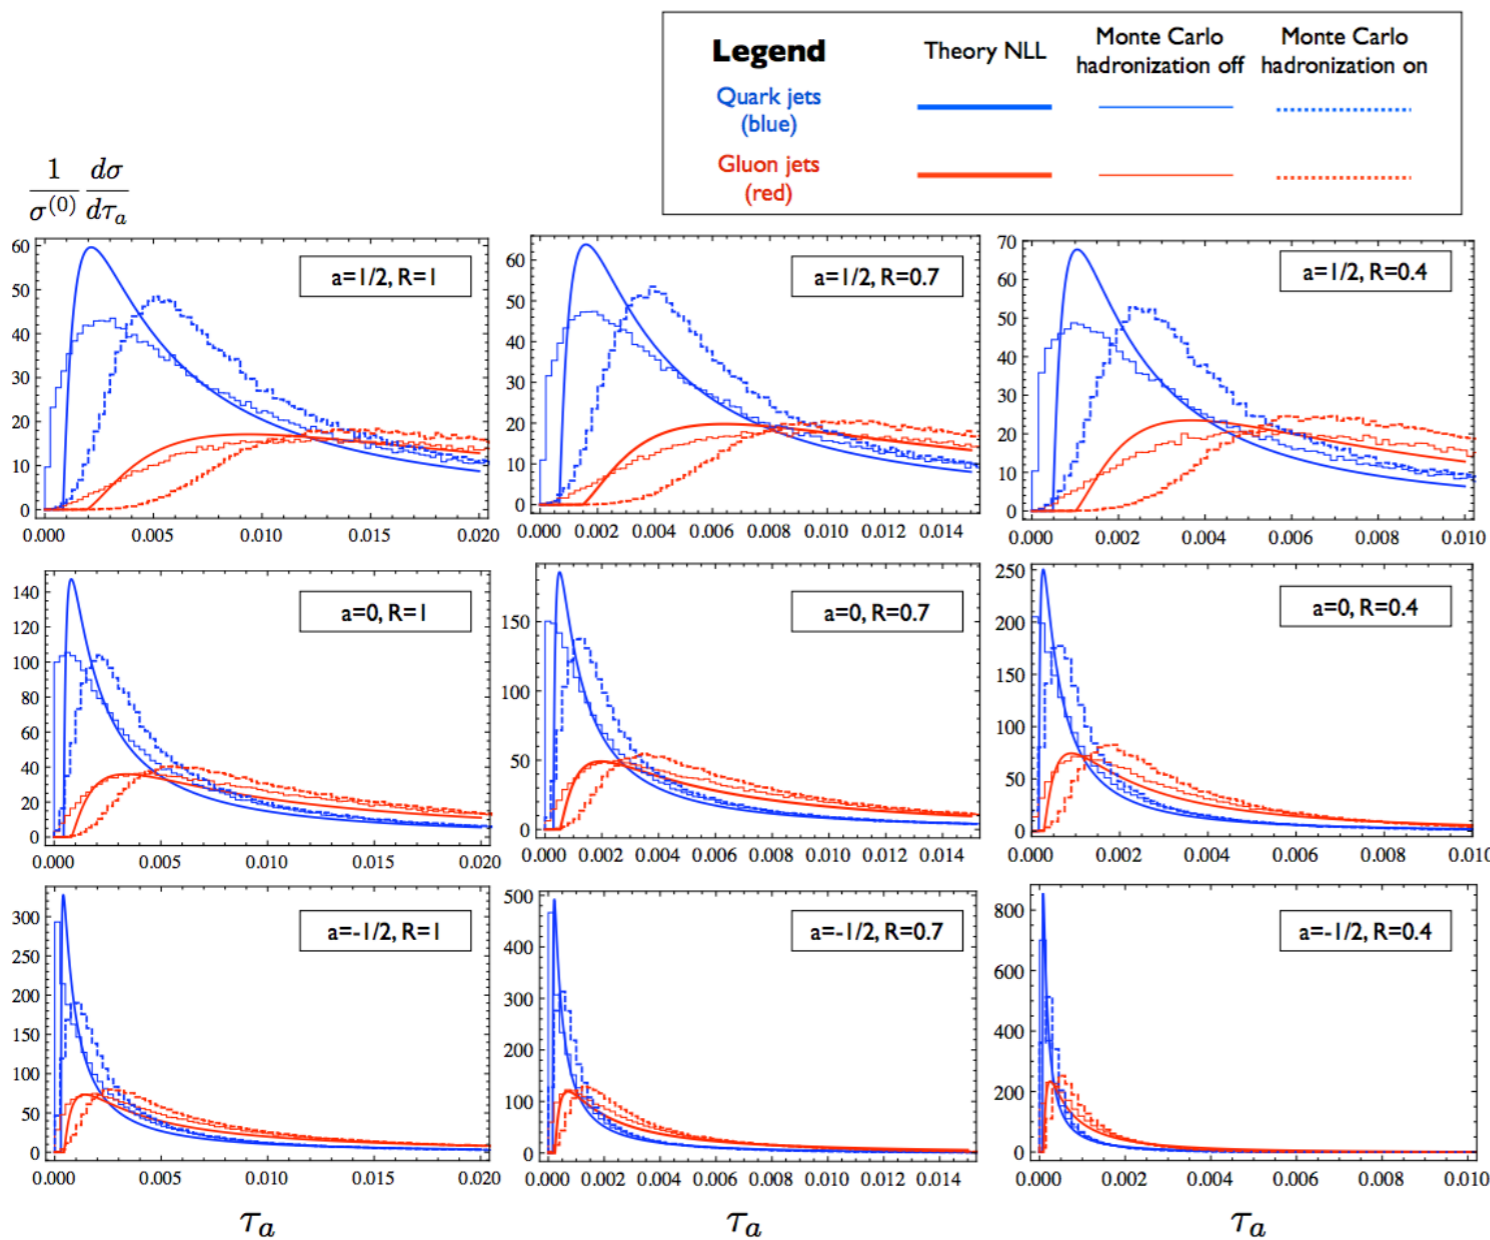 Legend
Theory NLL
Monte Carlo
hadronization off
Monte Carlo
hadronization on
Quark jets
(blue)
Gluon jets
(red)
1/σ^(0) dσ/dτ_a
a=1/2, R=1
60
50
40
30
20
10
0
0.000 0.005 0.010 0.015 0.020
a=1/2, R=0.7
60
50
40
30
20
10
0
0.000 0.002 0.004 0.006 0.008 0.010 0.012 0.014
a=1/2, R=0.4
70
60
50
40
30
20
10
0
0.000 0.002 0.004 0.006 0.008 0.010
a=0, R=1
140
120
100
80
60
40
20
0
0.000 0.005 0.010 0.015 0.020
a=0, R=0.7
150
100
50
0
0.000 0.002 0.004 0.006 0.008 0.010 0.012 0.014
a=0, R=0.4
250
200
150
100
50
0
0.000 0.002 0.004 0.006 0.008 0.010
a=-1/2, R=1
300
250
200
150
100
50
0
0.000 0.005 0.010 0.015 0.020
a=-1/2, R=0.7
500
400
300
200
100
0
0.000 0.002 0.004 0.006 0.008 0.010 0.012 0.014
a=-1/2, R=0.4
800
600
400
200
0
0.000 0.002 0.004 0.006 0.008 0.010
τ_a τ_a τ_a